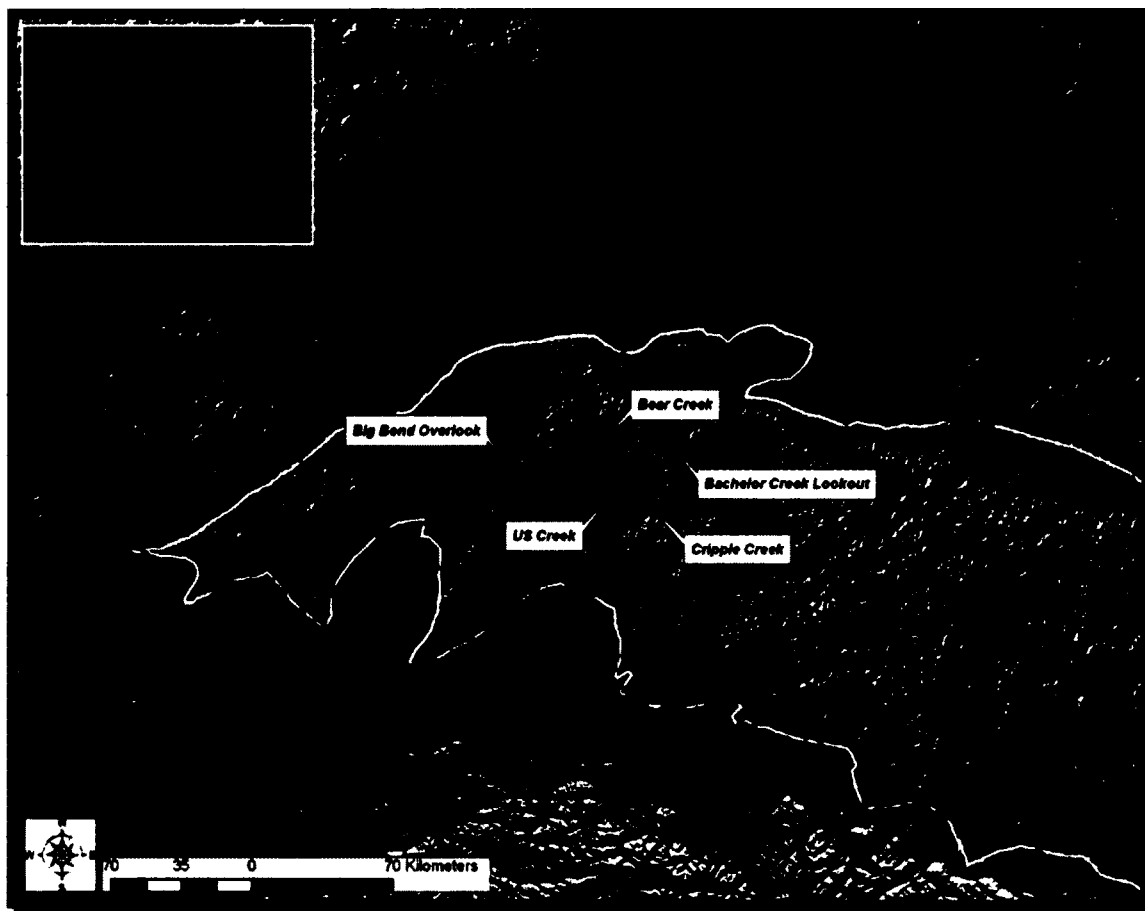 Bear Creek
Big Bend Overlook
Bachelor Creek Lookout
US Creek
Cripple Creek
70 35 0 70 Kilometers